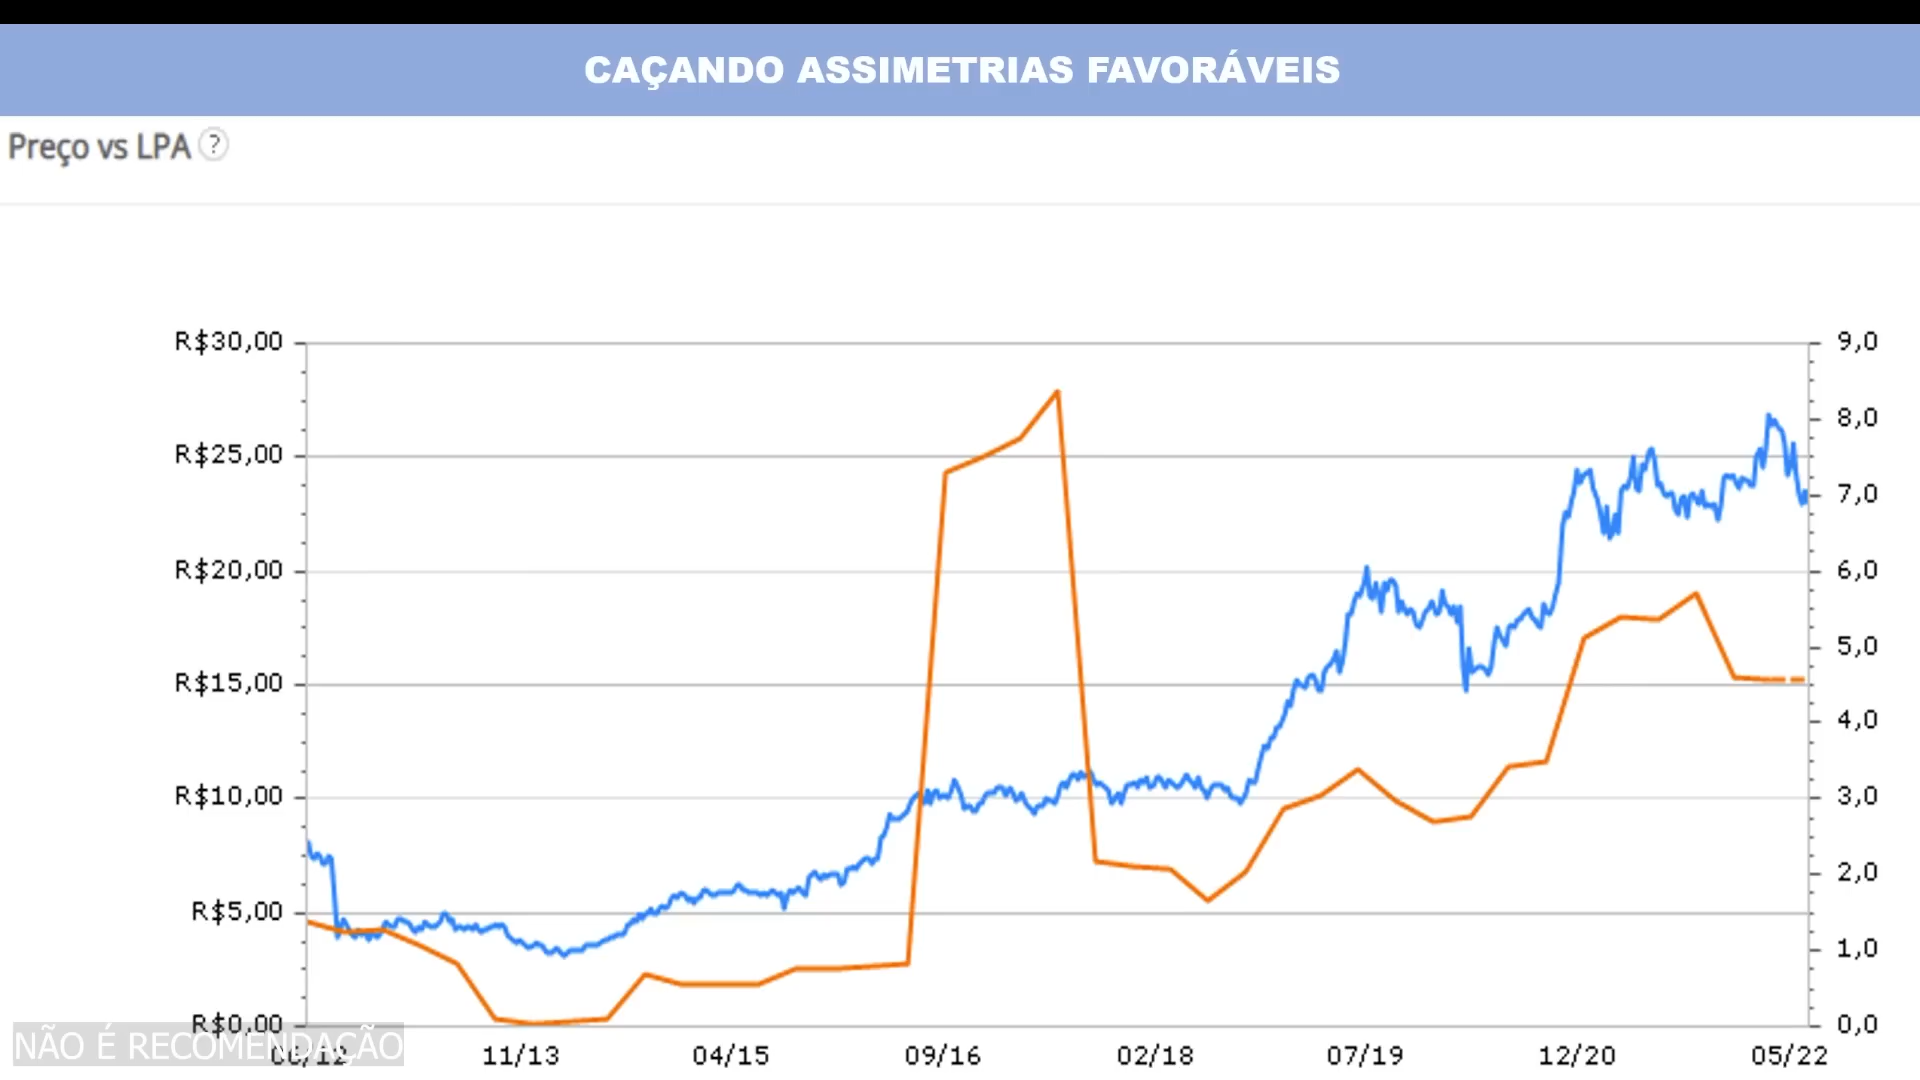 CAÇANDO ASSIMETRIAS FAVORÁVEIS
Preço vs LPA ?
R$30,00
9,0
8,0
R$25,00
7,0
R$20,00
6,0
5,0
R$15,00
4,0
R$10,00
3,0
2,0
R$5,00
1,0
R$0,00
0,0
NÃO É RECOMENDAÇÃO
11/13
04/15
09/16
02/18
07/19
12/20
05/22